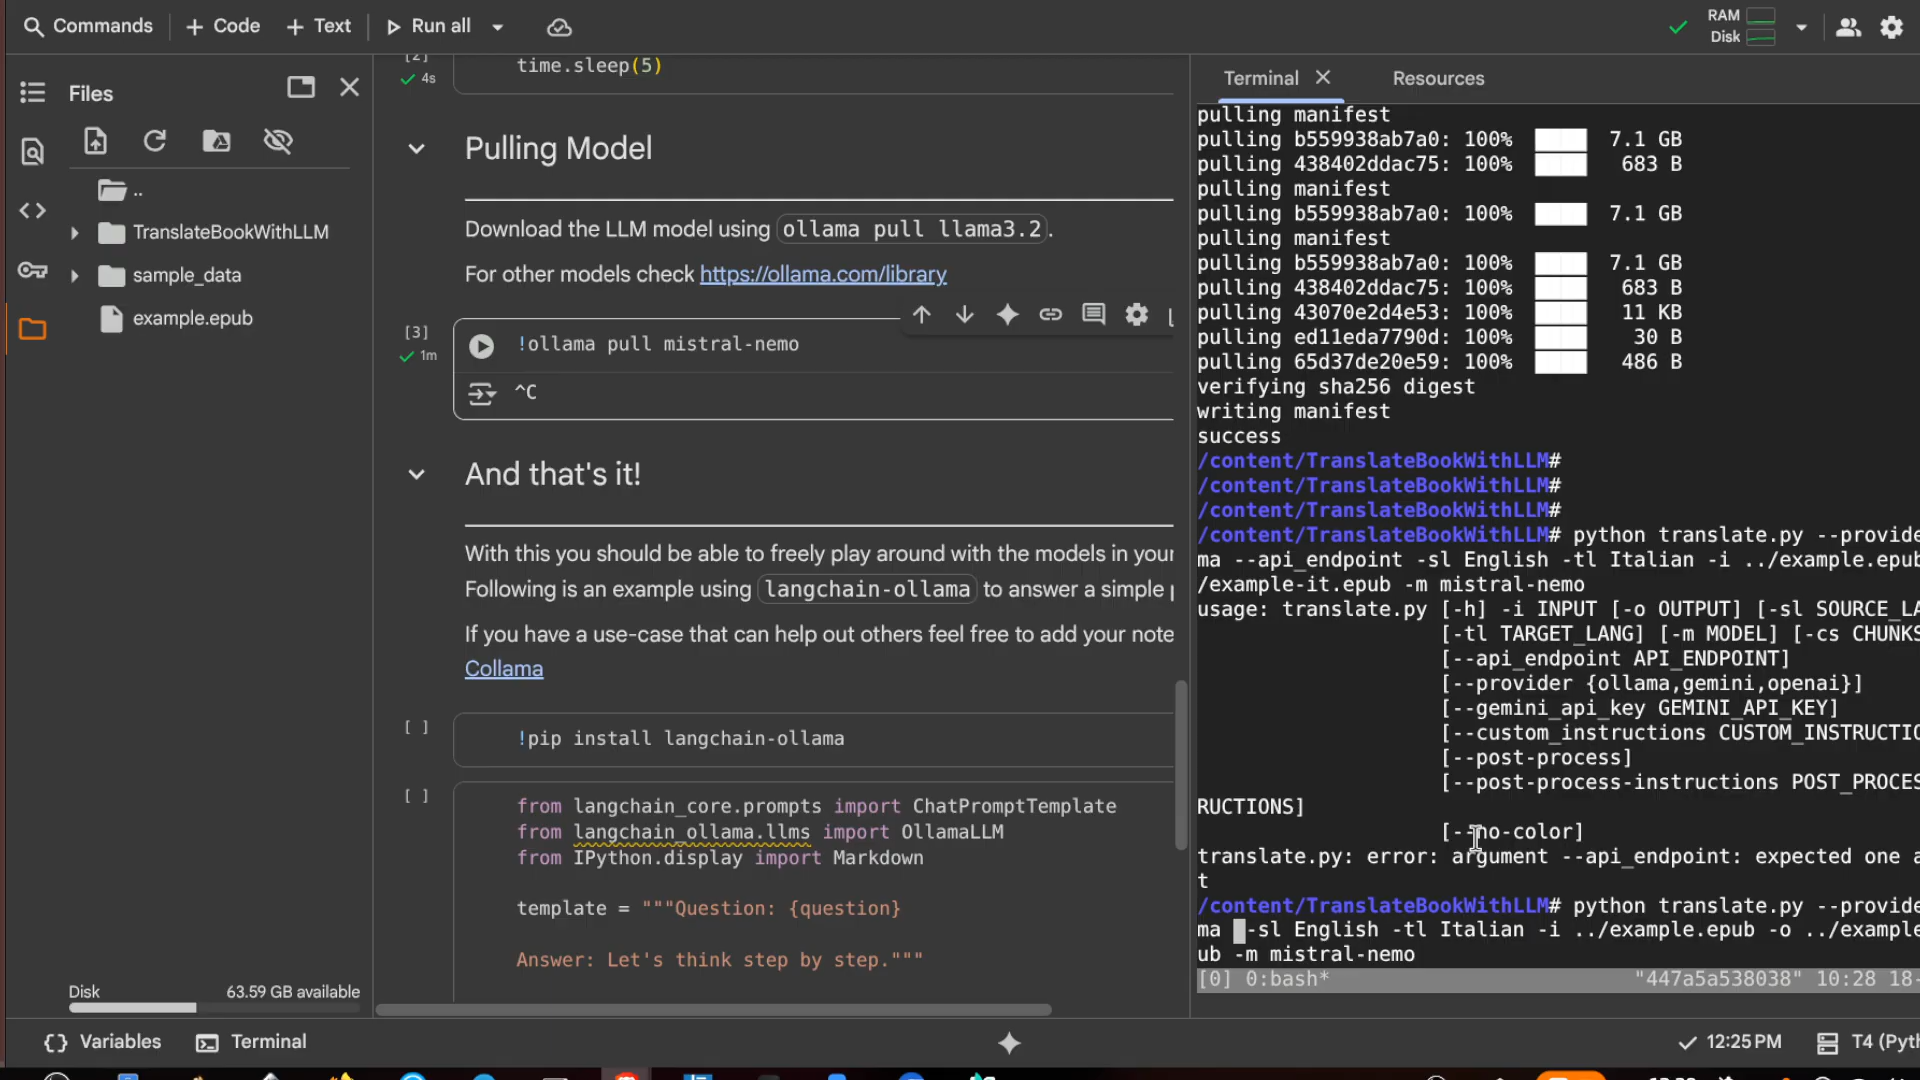 Commands
+ Code
+ Text
Run all
RAM
Disk
Files
..
TranslateBookWithLLM
sample_data
example.epub
Disk
63.59 GB available
[2]
4s
time.sleep(5)
Pulling Model
Download the LLM model using ollama pull llama3.2.
For other models check https://ollama.com/library
[3]
1m
!ollama pull mistral-nemo
^C
And that's it!
With this you should be able to freely play around with the models in your
Following is an example using langchain-ollama to answer a simple
If you have a use-case that can help out others feel free to add your note
Collama
[ ]
!pip install langchain-ollama
[ ]
from langchain_core.prompts import ChatPromptTemplate
from langchain_ollama.llms import OllamaLLM
from IPython.display import Markdown
template = """Question: {question}
Answer: Let's think step by step."""
Terminal
Resources
pulling manifest
pulling b559938ab7a0: 100% 7.1 GB
pulling 438402ddac75: 100% 683 B
pulling manifest
pulling b559938ab7a0: 100% 7.1 GB
pulling manifest
pulling b559938ab7a0: 100% 7.1 GB
pulling 438402ddac75: 100% 683 B
pulling 43070e2d4e53: 100% 11 KB
pulling ed11eda7790d: 100% 30 B
pulling 65d37de20e59: 100% 486 B
verifying sha256 digest
writing manifest
success
/content/TranslateBookWithLLM#
/content/TranslateBookWithLLM#
/content/TranslateBookWithLLM#
/content/TranslateBookWithLLM# python translate.py --provide
ma --api_endpoint -sl English -tl Italian -i ../example.epub
/example-it.epub -m mistral-nemo
usage: translate.py [-h] -i INPUT [-o OUTPUT] [-sl SOURCE_LA
[-tl TARGET_LANG] [-m MODEL] [-cs CHUNKS
[--api_endpoint API_ENDPOINT]
[--provider {ollama,gemini,openai}]
[--gemini_api_key GEMINI_API_KEY]
[--custom_instructions CUSTOM_INSTRUCTIO
[--post-process]
[--post-process-instructions POST_PROCES
RUCTIONS]
[--no-color]
translate.py: error: argument --api_endpoint: expected one a
t
/content/TranslateBookWithLLM# python translate.py --provide
ma -sl English -tl Italian -i ../example.epub -o ../example
ub -m mistral-nemo
[0] 0:bash* "447a5a538038" 10:28 18-
Variables
Terminal
12:25 PM
T4 (Pyth